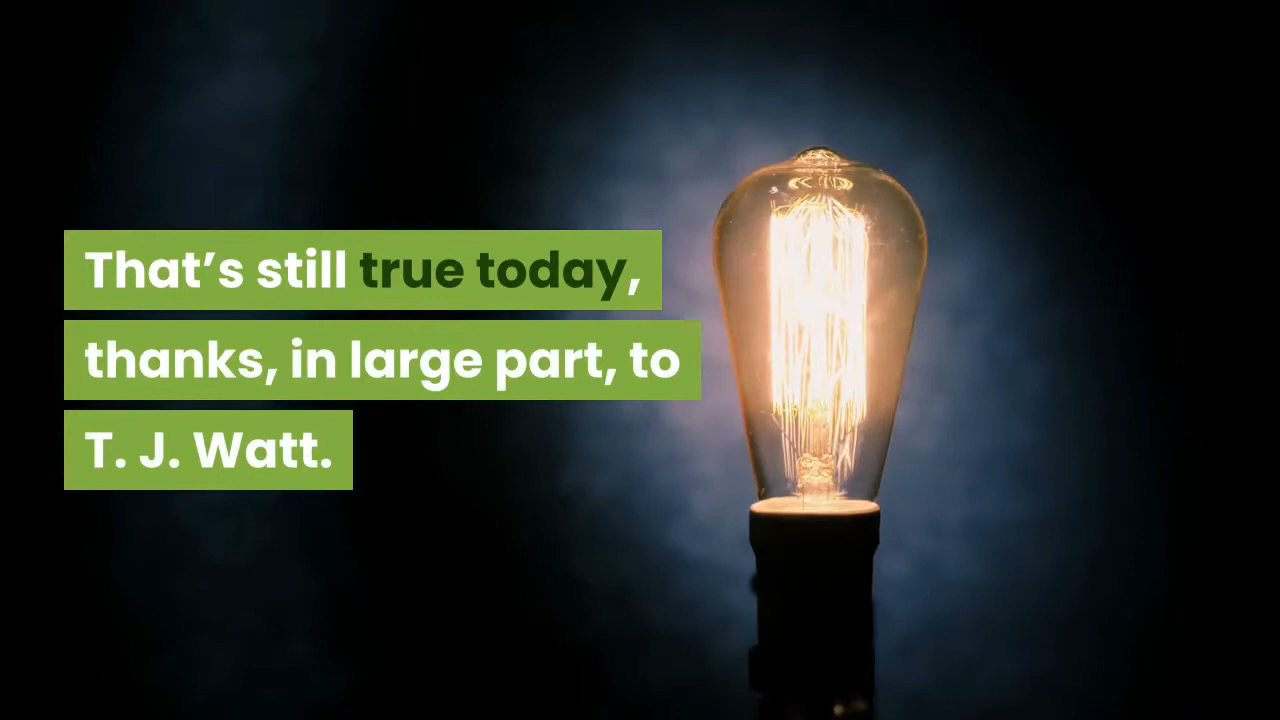 That’s still true today,
thanks, in large part, to
T. J. Watt.